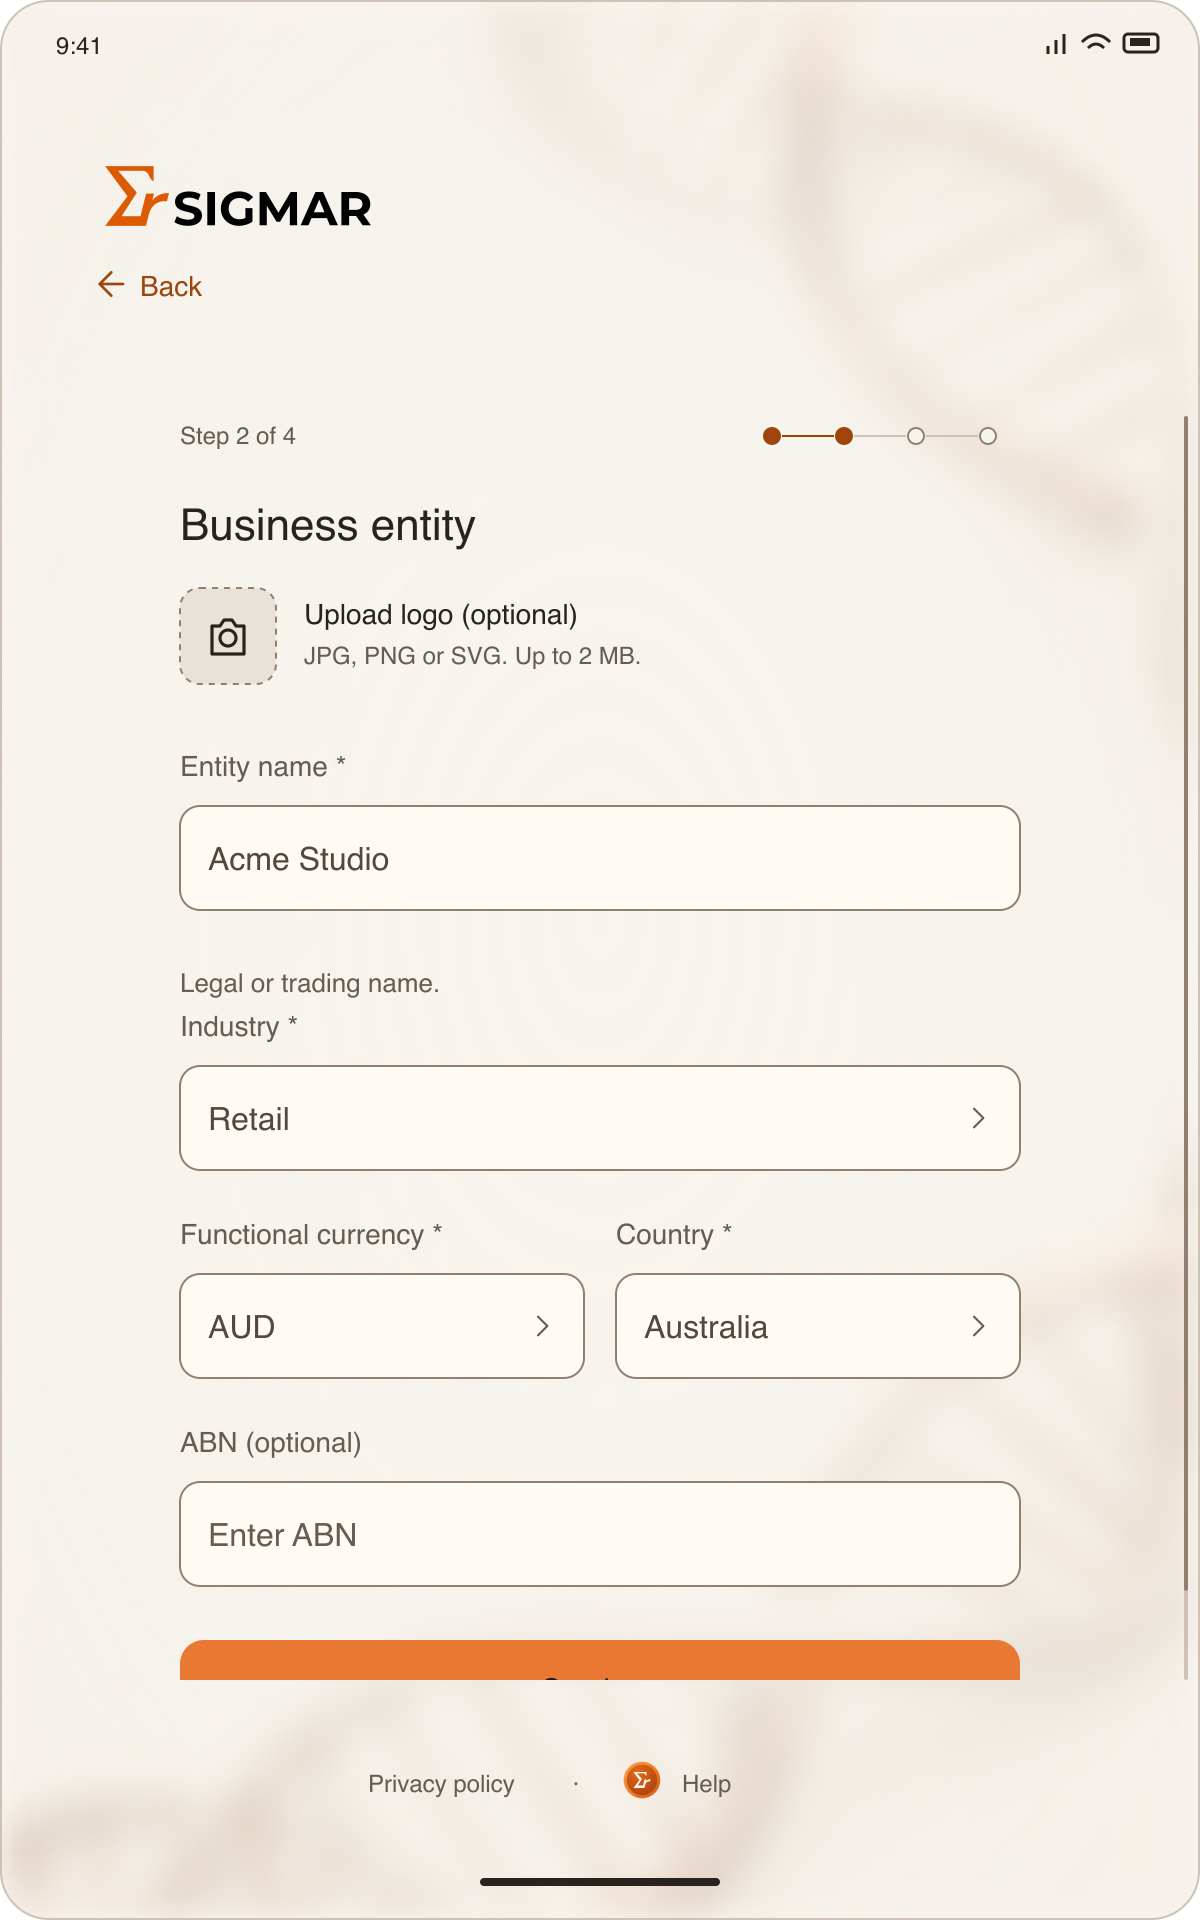 9:41
Σr SIGMAR
Back
Step 2 of 4
Business entity
Upload logo (optional)
JPG, PNG or SVG. Up to 2 MB.
Entity name *
Acme Studio
Legal or trading name.
Industry *
Retail
Functional currency * Country *
AUD Australia
ABN (optional)
Enter ABN
Privacy policy · Σr Help